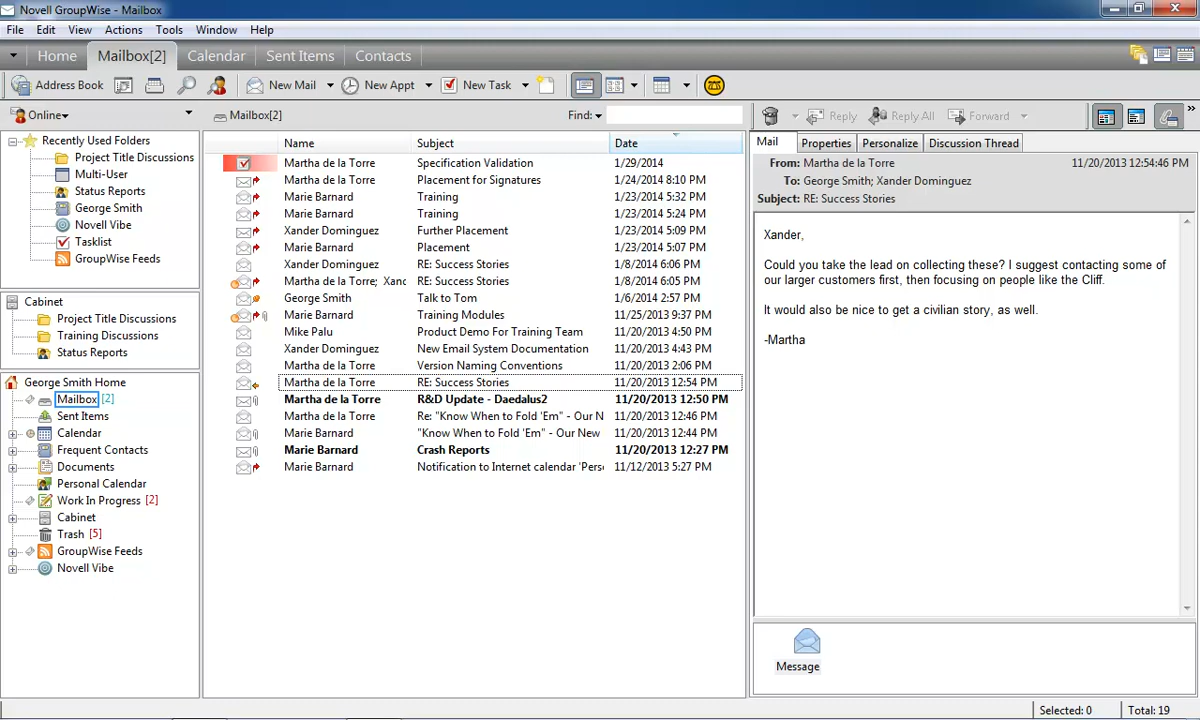 Novell GroupWise - Mailbox
File Edit View Actions Tools Window Help
Home Mailbox[2] Calendar Sent Items Contacts
Address Book New Mail New Appt New Task
Online Mailbox[2] Find: Reply Reply All Forward »
Recently Used Folders
Project Title Discussions
Multi-User
Status Reports
George Smith
Novell Vibe
Tasklist
GroupWise Feeds
Cabinet
Project Title Discussions
Training Discussions
Status Reports
George Smith Home
Mailbox [2]
Sent Items
Calendar
Frequent Contacts
Documents
Personal Calendar
Work In Progress [2]
Cabinet
Trash [5]
GroupWise Feeds
Novell Vibe
Name Subject Date
Martha de la Torre Specification Validation 1/29/2014
Martha de la Torre Placement for Signatures 1/24/2014 8:10 PM
Marie Barnard Training 1/23/2014 5:32 PM
Marie Barnard Training 1/23/2014 5:24 PM
Xander Dominguez Further Placement 1/23/2014 5:09 PM
Marie Barnard Placement 1/23/2014 5:07 PM
Xander Dominguez RE: Success Stories 1/8/2014 6:06 PM
Martha de la Torre; Xanc RE: Success Stories 1/8/2014 6:05 PM
George Smith Talk to Tom 1/6/2014 2:57 PM
Marie Barnard Training Modules 11/25/2013 9:37 PM
Mike Palu Product Demo For Training Team 11/20/2013 4:50 PM
Xander Dominguez New Email System Documentation 11/20/2013 4:43 PM
Martha de la Torre Version Naming Conventions 11/20/2013 2:06 PM
Martha de la Torre RE: Success Stories 11/20/2013 12:54 PM
Martha de la Torre R&D Update - Daedalus2 11/20/2013 12:50 PM
Martha de la Torre Re: "Know When to Fold 'Em" - Our N 11/20/2013 12:46 PM
Marie Barnard "Know When to Fold 'Em" - Our New 11/20/2013 12:44 PM
Marie Barnard Crash Reports 11/20/2013 12:27 PM
Marie Barnard Notification to Internet calendar 'Perso 11/12/2013 5:27 PM
Mail Properties Personalize Discussion Thread
From: Martha de la Torre 11/20/2013 12:54:46 PM
To: George Smith; Xander Dominguez
Subject: RE: Success Stories
Xander,
Could you take the lead on collecting these? I suggest contacting some of
our larger customers first, then focusing on people like the Cliff.
It would also be nice to get a civilian story, as well.
-Martha
Message
Selected: 0 Total: 19